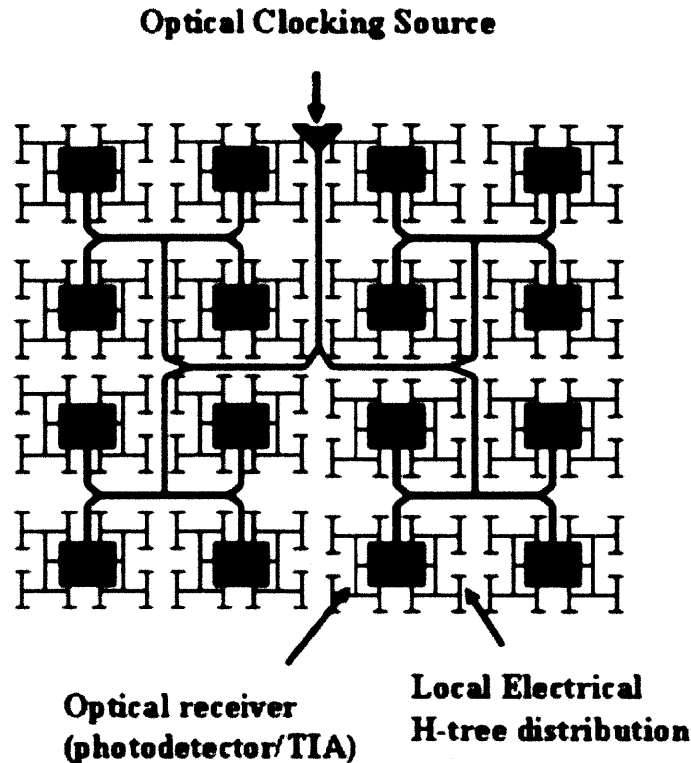 Optical Clocking Source
Optical receiver
(photodetector/TIA)
Local Electrical
H-tree distribution